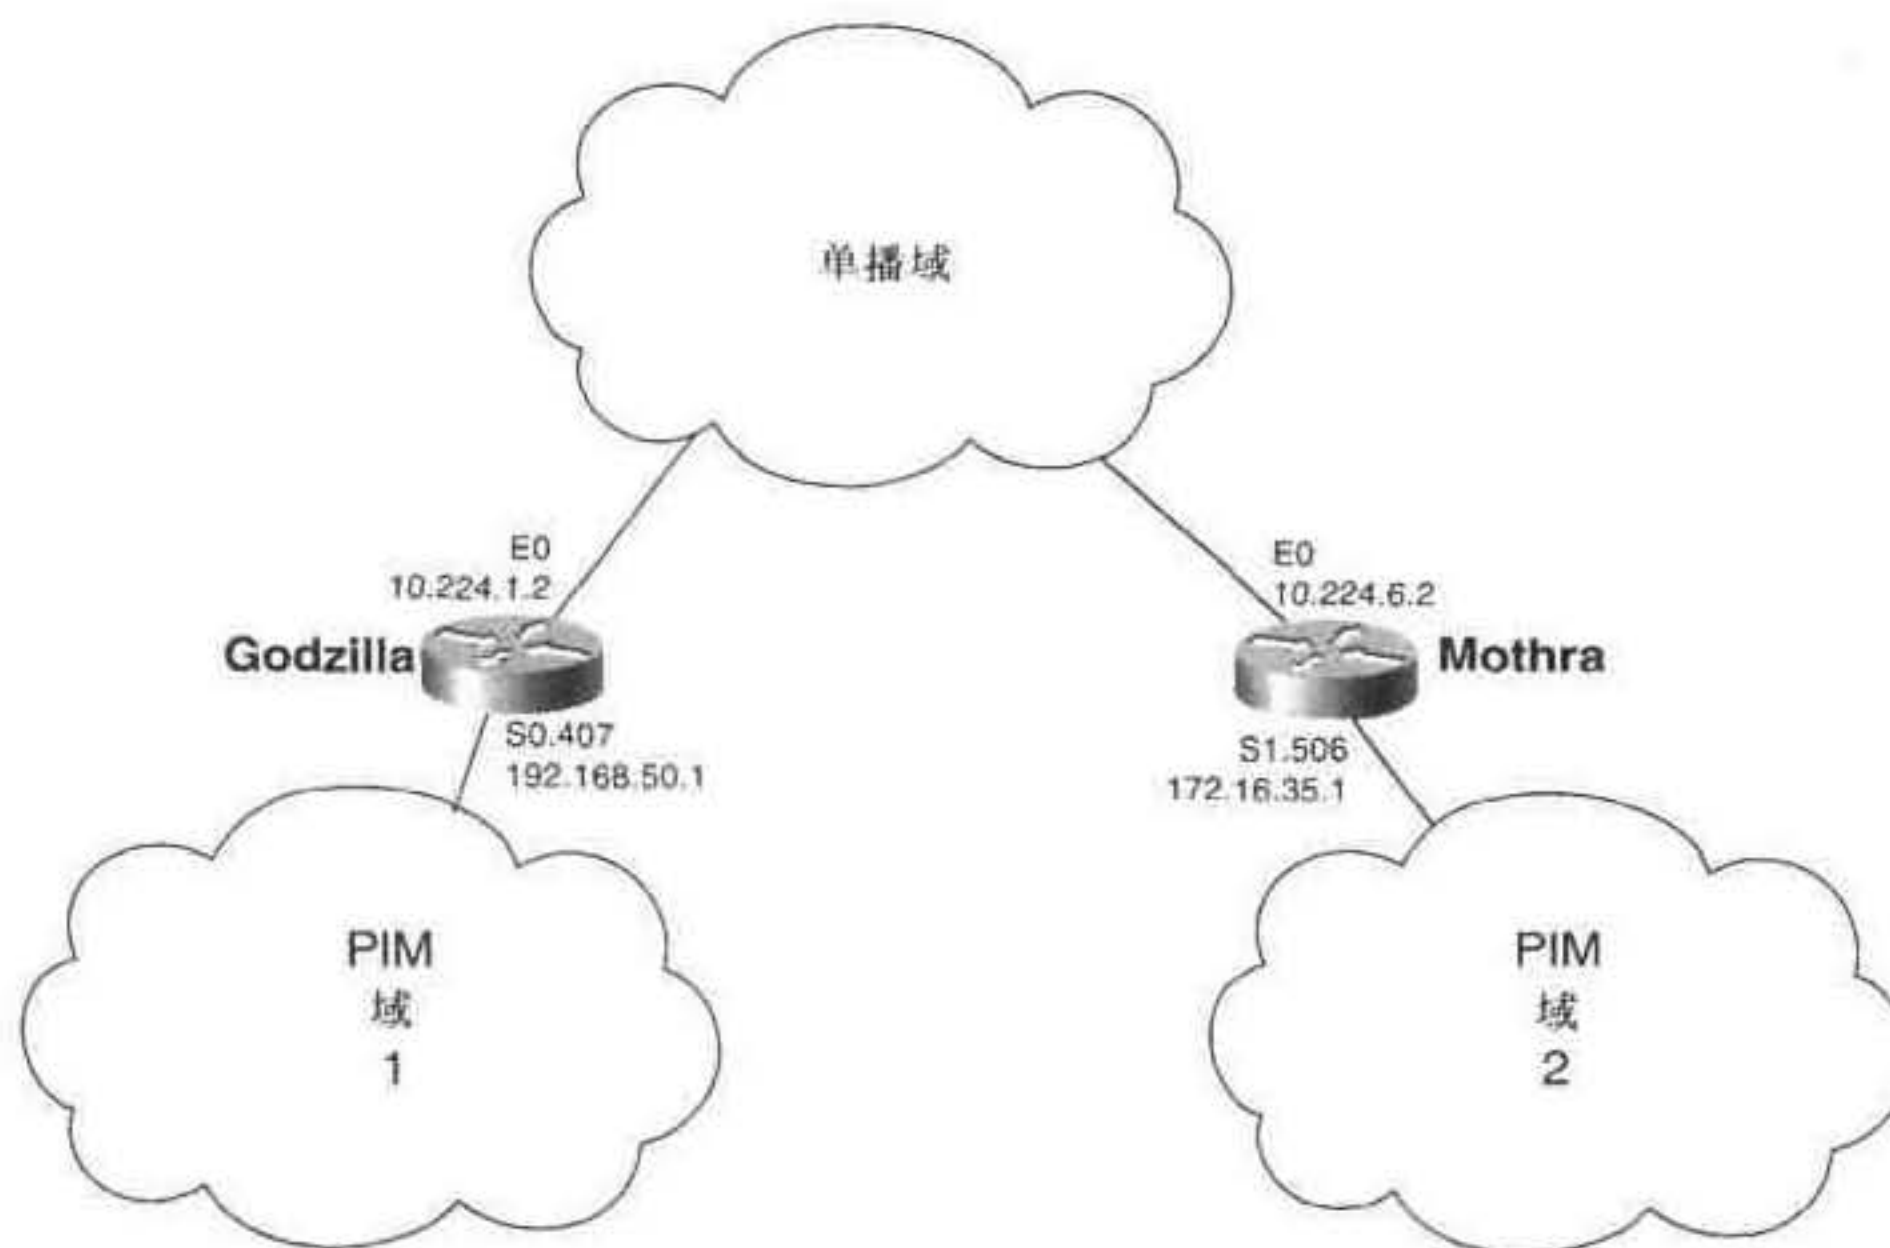 单播域
E0
10.224.1.2
E0
10.224.6.2
Godzilla
Mothra
S0.407
192.168.50.1
S1.506
172.16.35.1
PIM
域
1
PIM
域
2